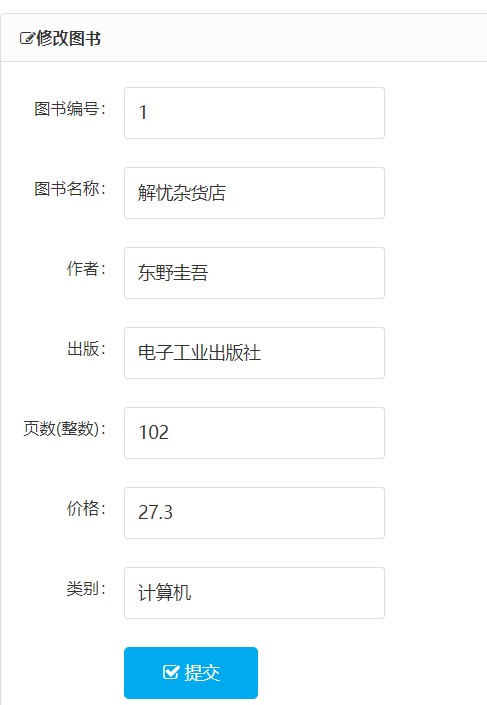 修改图书
图书编号： 1
图书名称： 解忧杂货店
作者： 东野圭吾
出版： 电子工业出版社
页数(整数)： 102
价格： 27.3
类别： 计算机
提交